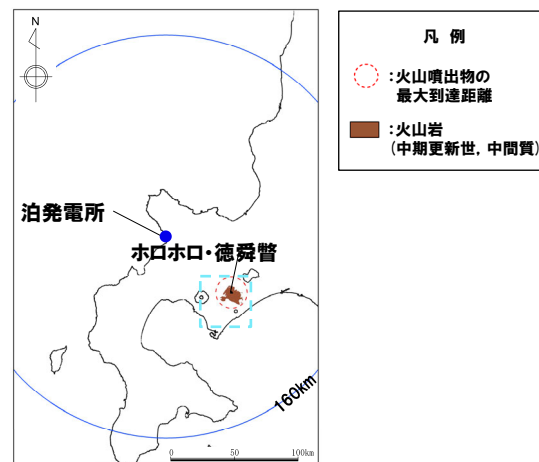 N
泊発電所
ホロホロ・徳舜瞥
160km
0 50 100km
凡 例
:火山噴出物の
最大到達距離
:火山岩
(中期更新世, 中間質)